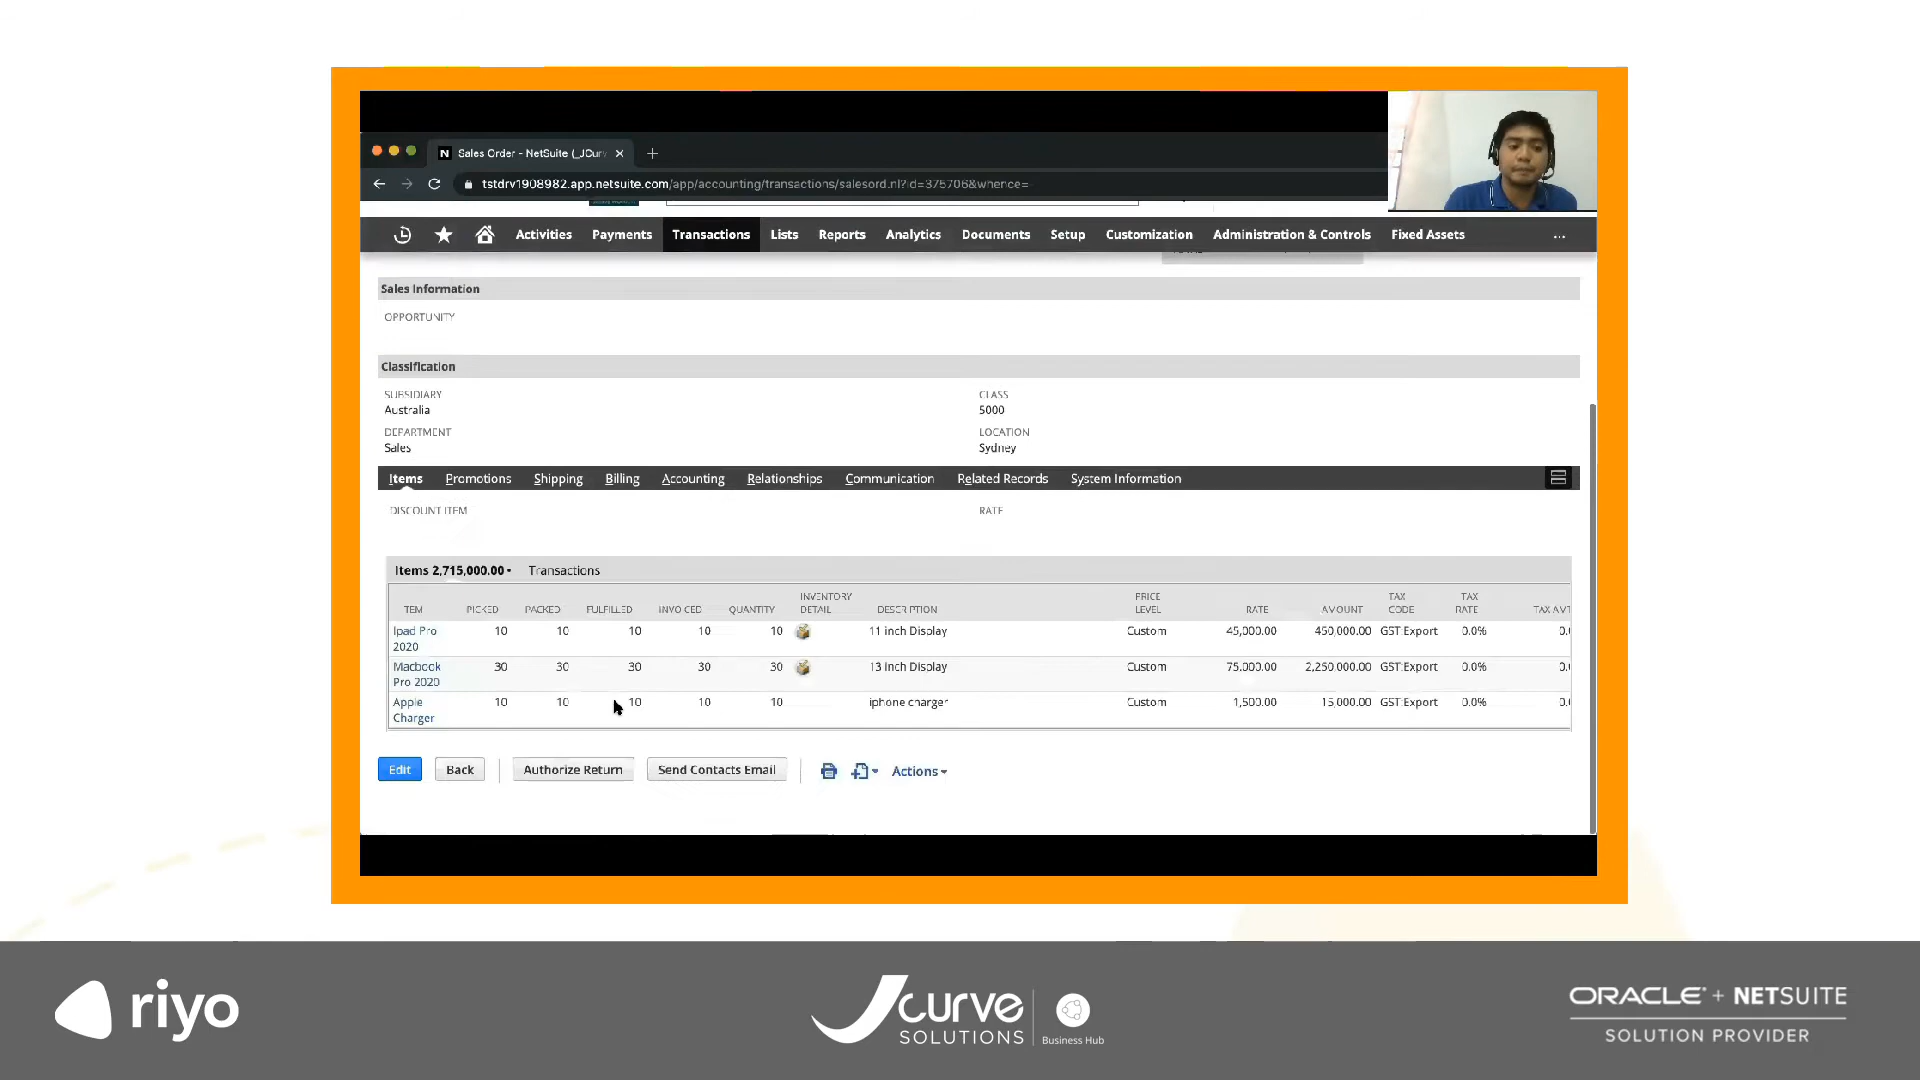 Sales Order - NetSuite (_JCurv
tstdrv1908982.app.netsuite.com/app/accounting/transactions/salesord.nl?id=375706&whence=
Activities Payments Transactions Lists Reports Analytics Documents Setup Customization Administration & Controls Fixed Assets ...
Sales Information
OPPORTUNITY
Classification
SUBSIDIARY CLASS
Australia 5000
DEPARTMENT LOCATION
Sales Sydney
Items Promotions Shipping Billing Accounting Relationships Communication Related Records System Information
DISCOUNT ITEM RATE
Items 2,715,000.00 • Transactions
ITEM PICKED PACKED FULFILLED INVOICED QUANTITY INVENTORY DETAIL DESCRIPTION PRICE LEVEL RATE AMOUNT TAX CODE TAX RATE TAX AMT
Ipad Pro 2020 10 10 10 10 10 11 inch Display Custom 45,000.00 450,000.00 GST:Export 0.0% 0.
Macbook Pro 2020 30 30 30 30 30 13 inch Display Custom 75,000.00 2,250,000.00 GST:Export 0.0% 0.
Apple Charger 10 10 10 10 10 iphone charger Custom 1,500.00 15,000.00 GST:Export 0.0% 0.
Edit Back Authorize Return Send Contacts Email Actions
riyo
Jcurve SOLUTIONS Business Hub
ORACLE + NETSUITE
SOLUTION PROVIDER